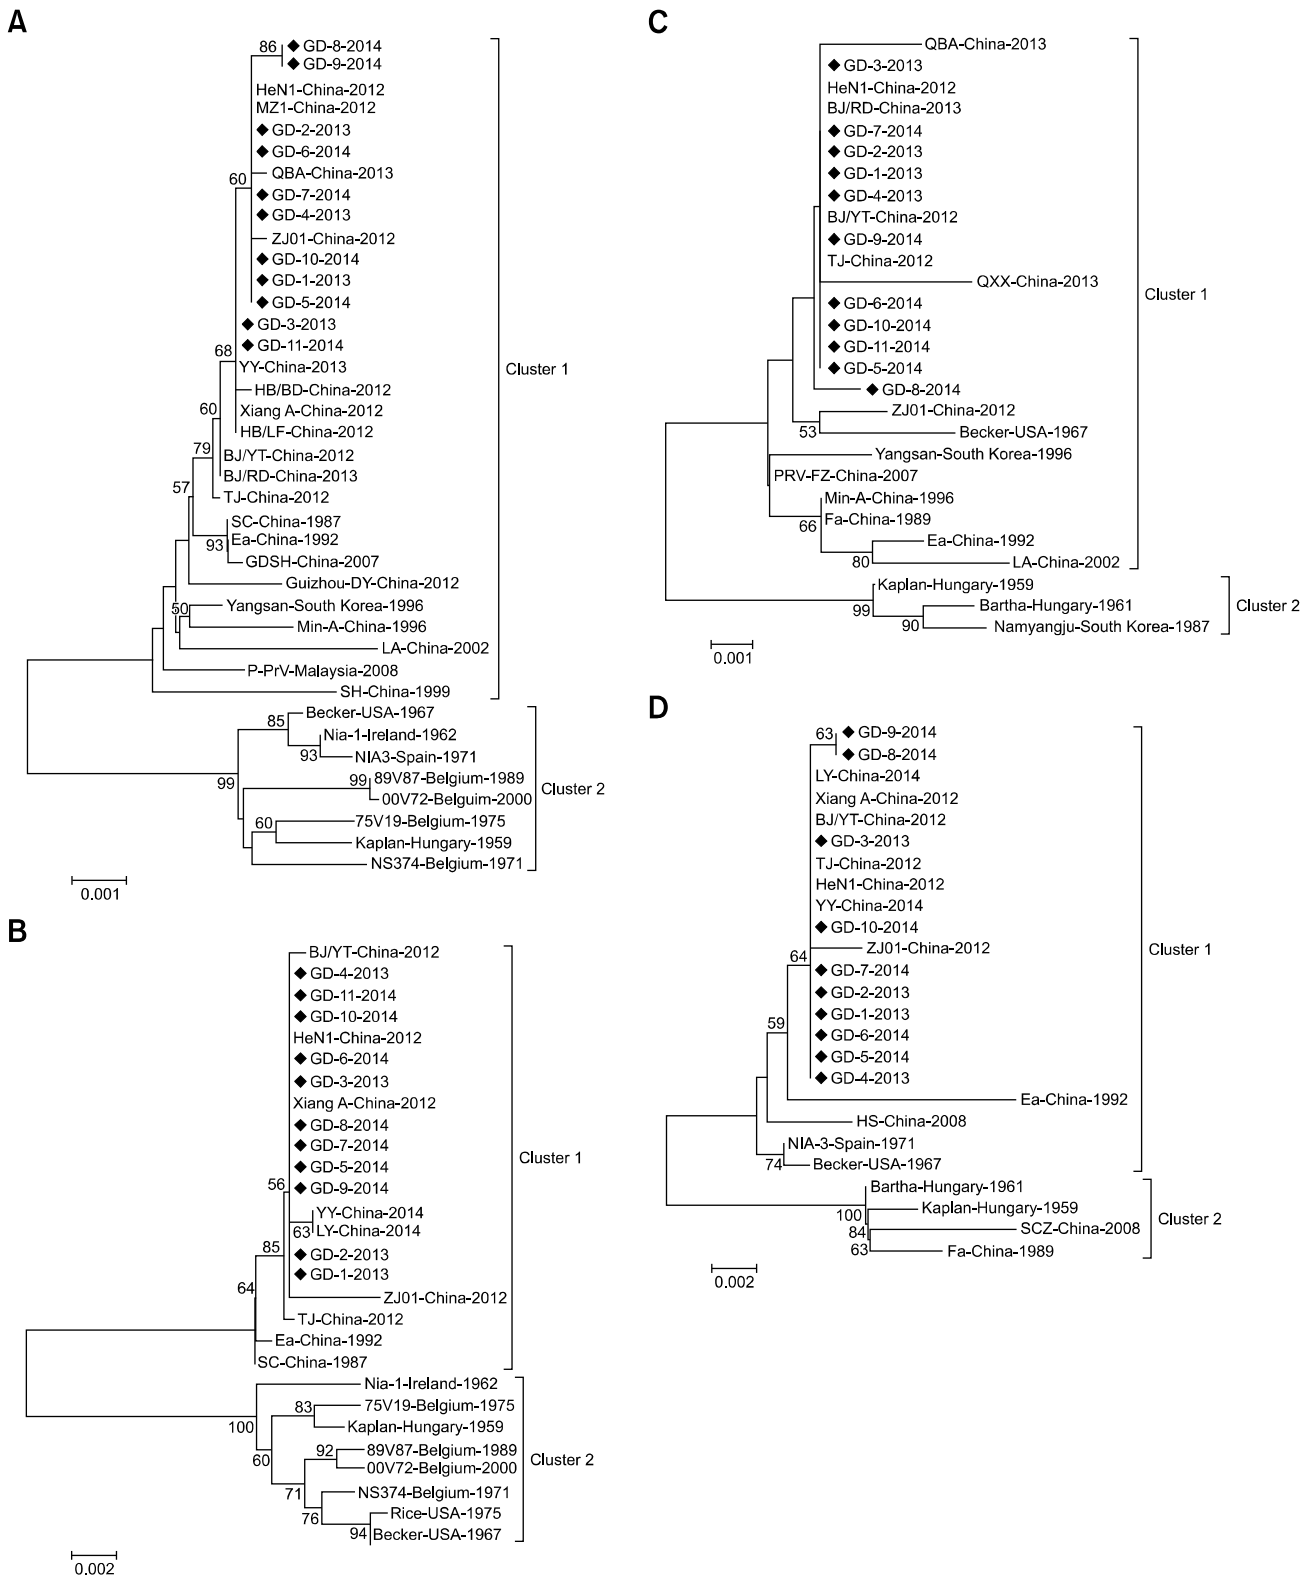 A
86
GD-8-2014
GD-9-2014
HeN1-China-2012
MZ1-China-2012
GD-2-2013
GD-6-2014
QBA-China-2013
60
GD-7-2014
GD-4-2013
ZJ01-China-2012
GD-10-2014
GD-1-2013
GD-5-2014
GD-3-2013
GD-11-2014
68
YY-China-2013
Cluster 1
HB/BD-China-2012
60
Xiang A-China-2012
HB/LF-China-2012
79
BJ/YT-China-2012
BJ/RD-China-2013
57
TJ-China-2012
SC-China-1987
93
Ea-China-1992
GDSH-China-2007
Guizhou-DY-China-2012
50
Yangsan-South Korea-1996
Min-A-China-1996
LA-China-2002
P-PrV-Malaysia-2008
SH-China-1999
85
Becker-USA-1967
Nia-1-Ireland-1962
93
NIA3-Spain-1971
99
99
89V87-Belgium-1989
Cluster 2
00V72-Belguim-2000
60
75V19-Belgium-1975
Kaplan-Hungary-1959
NS374-Belgium-1971
0.001
B
BJ/YT-China-2012
GD-4-2013
GD-11-2014
GD-10-2014
HeN1-China-2012
GD-6-2014
GD-3-2013
Xiang A-China-2012
GD-8-2014
GD-7-2014
Cluster 1
GD-5-2014
56
GD-9-2014
YY-China-2014
63
LY-China-2014
85
GD-2-2013
GD-1-2013
64
ZJ01-China-2012
TJ-China-2012
Ea-China-1992
SC-China-1987
Nia-1-Ireland-1962
83
75V19-Belgium-1975
100
Kaplan-Hungary-1959
92
89V87-Belgium-1989
60
00V72-Belgium-2000
Cluster 2
71
NS374-Belgium-1971
76
Rice-USA-1975
94
Becker-USA-1967
0.002
C
QBA-China-2013
GD-3-2013
HeN1-China-2012
BJ/RD-China-2013
GD-7-2014
GD-2-2013
GD-1-2013
GD-4-2013
BJ/YT-China-2012
GD-9-2014
TJ-China-2012
QXX-China-2013
Cluster 1
GD-6-2014
GD-10-2014
GD-11-2014
GD-5-2014
GD-8-2014
ZJ01-China-2012
53
Becker-USA-1967
Yangsan-South Korea-1996
PRV-FZ-China-2007
Min-A-China-1996
66
Fa-China-1989
Ea-China-1992
80
LA-China-2002
Kaplan-Hungary-1959
99
Bartha-Hungary-1961
Cluster 2
90
Namyangju-South Korea-1987
0.001
D
63
GD-9-2014
GD-8-2014
LY-China-2014
Xiang A-China-2012
BJ/YT-China-2012
GD-3-2013
TJ-China-2012
HeN1-China-2012
YY-China-2014
GD-10-2014
ZJ01-China-2012
Cluster 1
64
GD-7-2014
GD-2-2013
59
GD-1-2013
GD-6-2014
GD-5-2014
GD-4-2013
Ea-China-1992
HS-China-2008
NIA-3-Spain-1971
74
Becker-USA-1967
Bartha-Hungary-1961
100
Kaplan-Hungary-1959
Cluster 2
84
SCZ-China-2008
63
Fa-China-1989
0.002